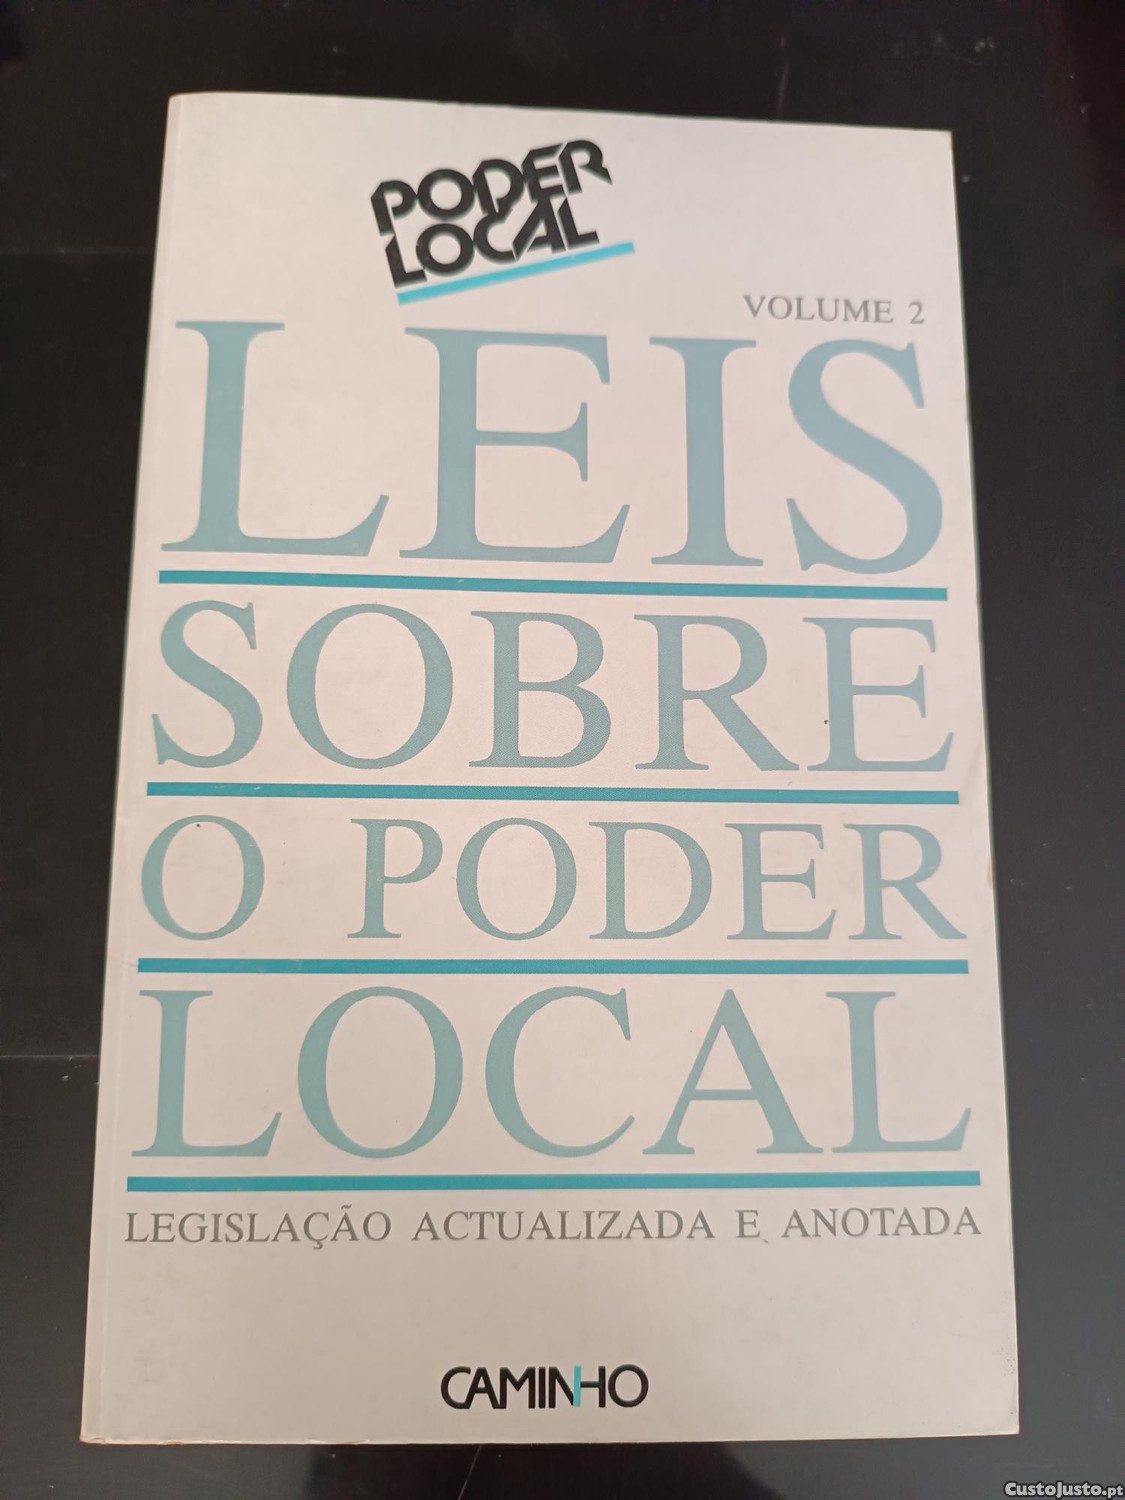 PODER
LOCAL
VOLUME 2
LEIS
SOBRE
O PODER
LOCAL
LEGISLAÇÃO ACTUALIZADA E ANOTADA
CAMINHO
CustoJusto.pt